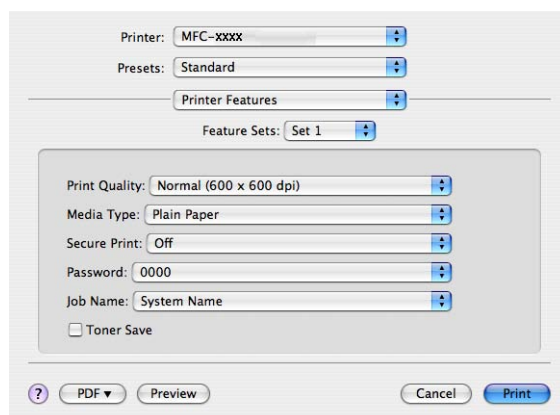 Printer: MFC-xxxx
Presets: Standard
Printer Features
Feature Sets: Set 1
Print Quality: Normal (600 x 600 dpi)
Media Type: Plain Paper
Secure Print: Off
Password: 0000
Job Name: System Name
Toner Save
? PDF ▼ Preview Cancel Print